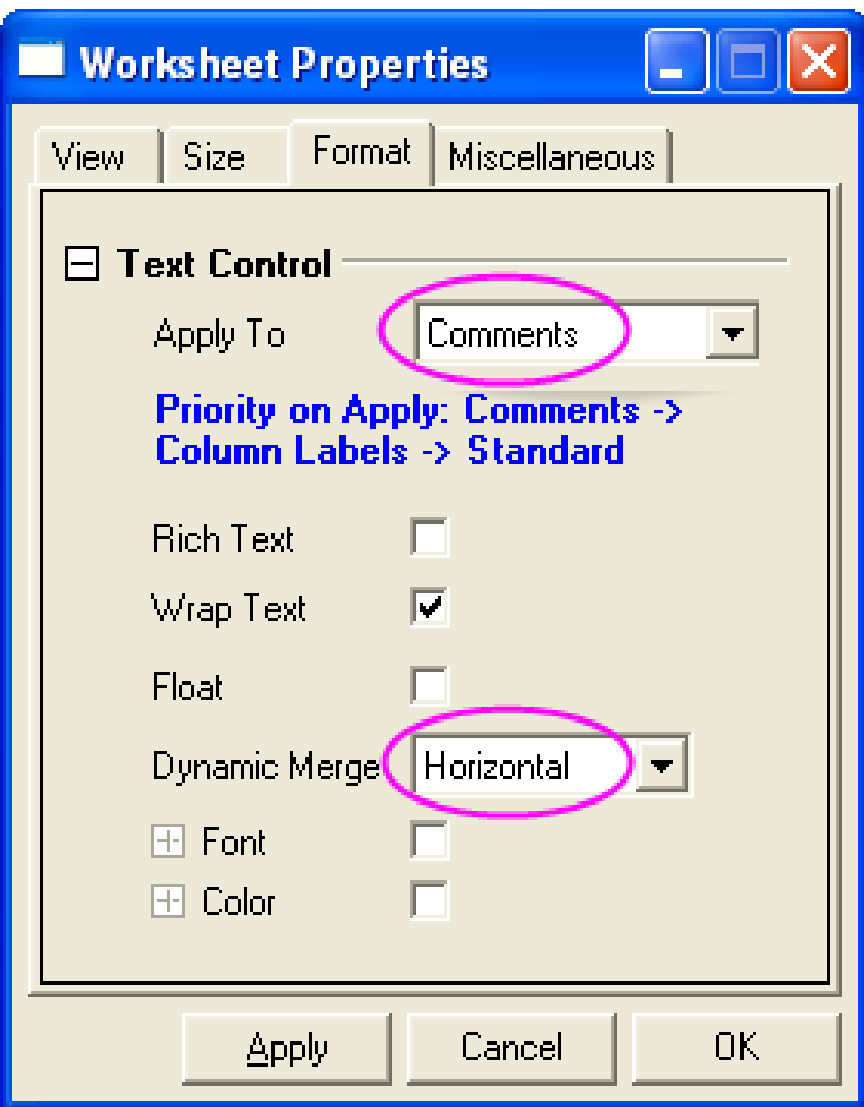 Worksheet Properties
View Size Format Miscellaneous
Text Control
Apply To Comments
Priority on Apply: Comments ->
Column Labels -> Standard
Rich Text
Wrap Text
Float
Dynamic Merge Horizontal
Font
Color
Apply Cancel OK